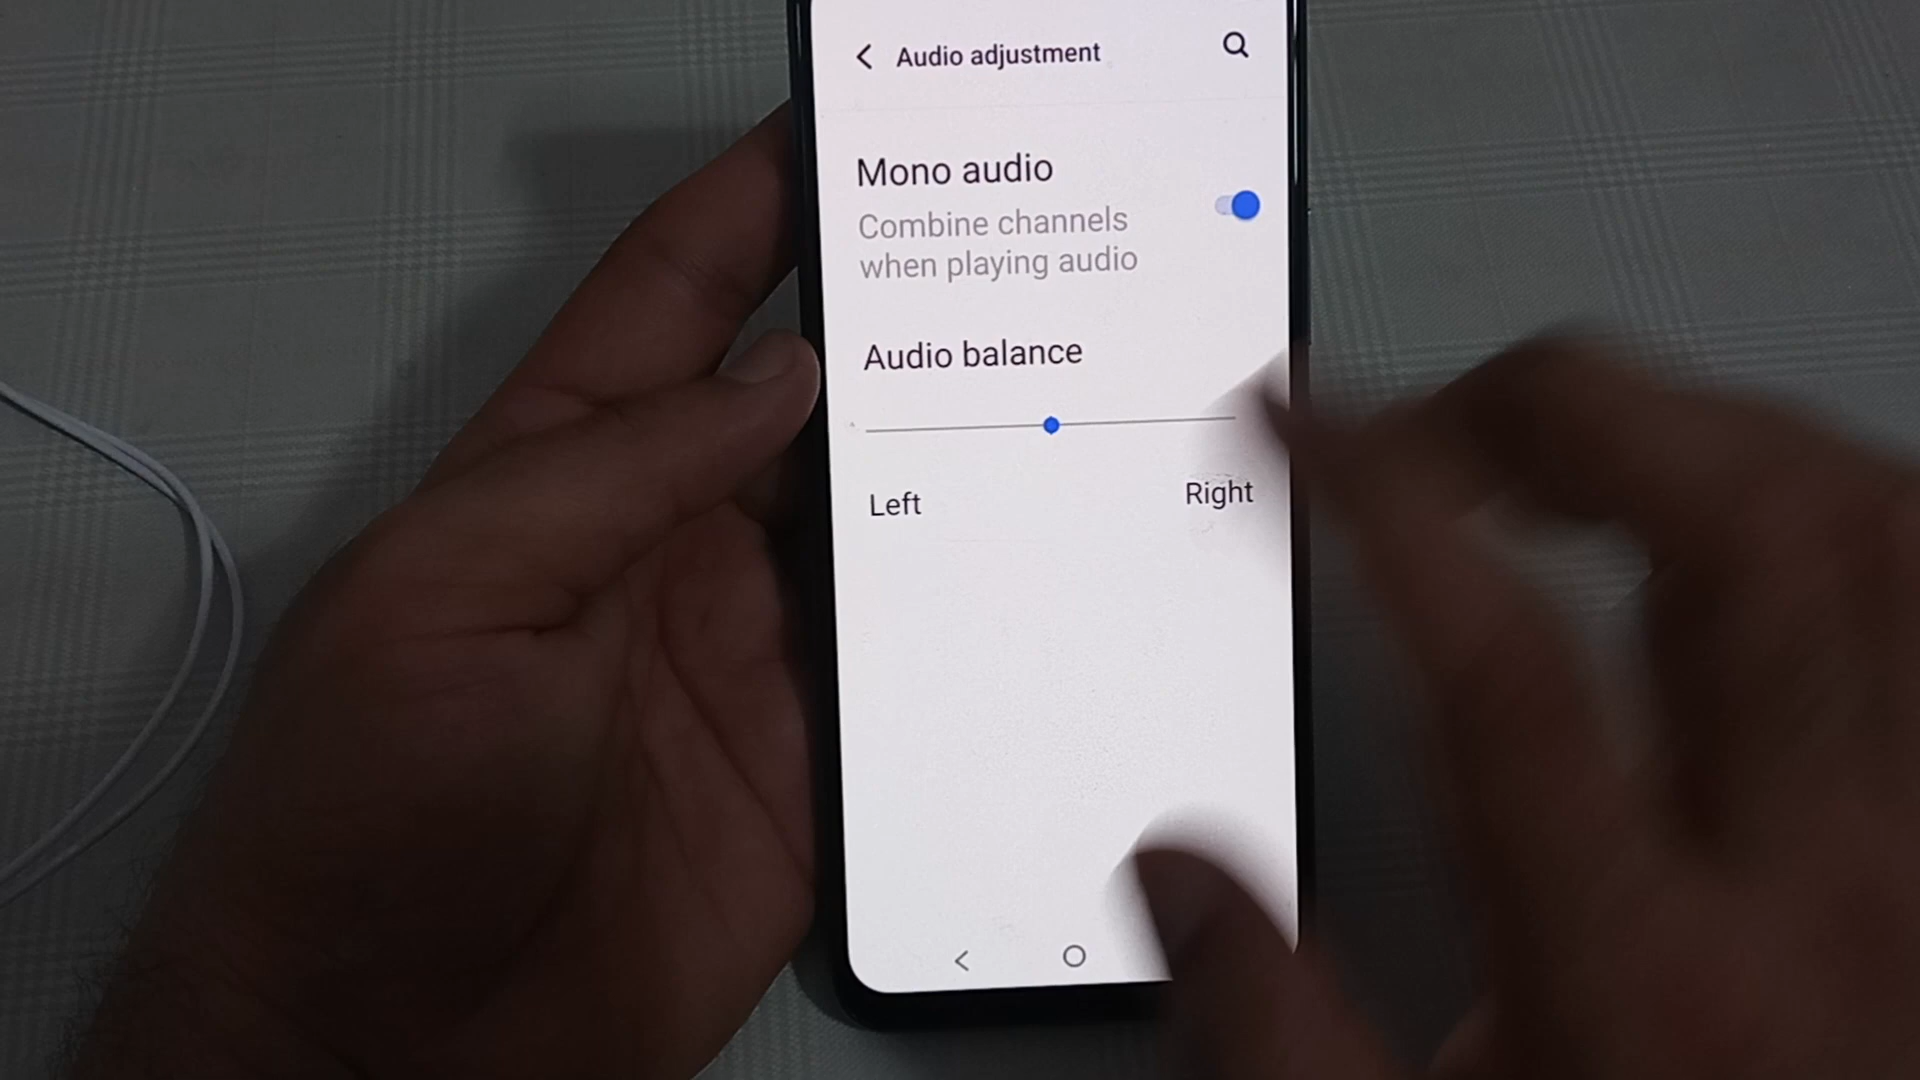 Audio adjustment
Mono audio
Combine channels
when playing audio
Audio balance
Left
Right